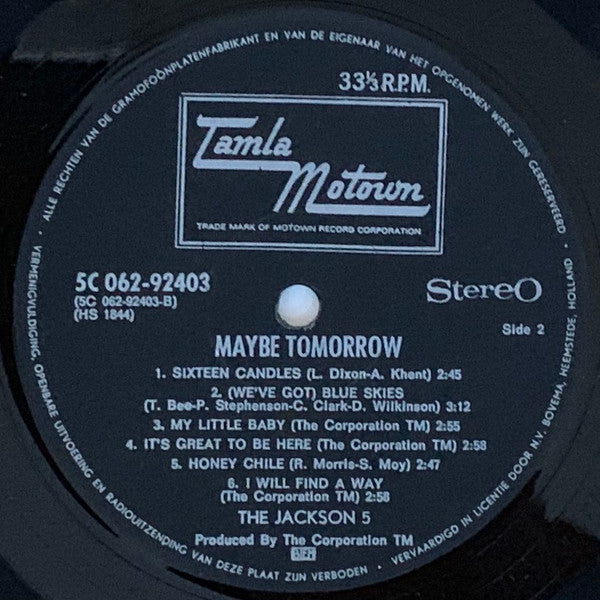 ALLE RECHTEN VAN DE GRAMOFOONPLATENFABRIKANT EN VAN DE EIGENAAR VAN HET OPGENOMEN WERK ZIJN GERESERVEERD •
33⅓ R.P.M.
Tamla
Motown
TRADE MARK OF MOTOWN RECORD CORPORATION
5C 062-92403
(5C 062-92403-B)
(HS 1844)
StereO
Side 2
MAYBE TOMORROW
1. SIXTEEN CANDLES (L. Dixon-A. Khent) 2:45
2. (WE'VE GOT) BLUE SKIES
(T. Bee-P. Stephenson-C. Clark-D. Wilkinson) 3:12
3. MY LITTLE BABY (The Corporation TM) 2:55
4. IT'S GREAT TO BE HERE (The Corporation TM) 2:58
5. HONEY CHILE (R. Morris-S. Moy) 2:47
6. I WILL FIND A WAY
(The Corporation TM) 2:58
THE JACKSON 5
Produced By The Corporation TM
• VERMENIGVULDIGING, OPENBARE UITVOERING EN RADIOUITZENDING VAN DEZE PLAAT ZIJN VERBODEN •
VERVAARDIGD IN LICENTIE DOOR N.V. BOVEMA, HEEMSTEDE, HOLLAND